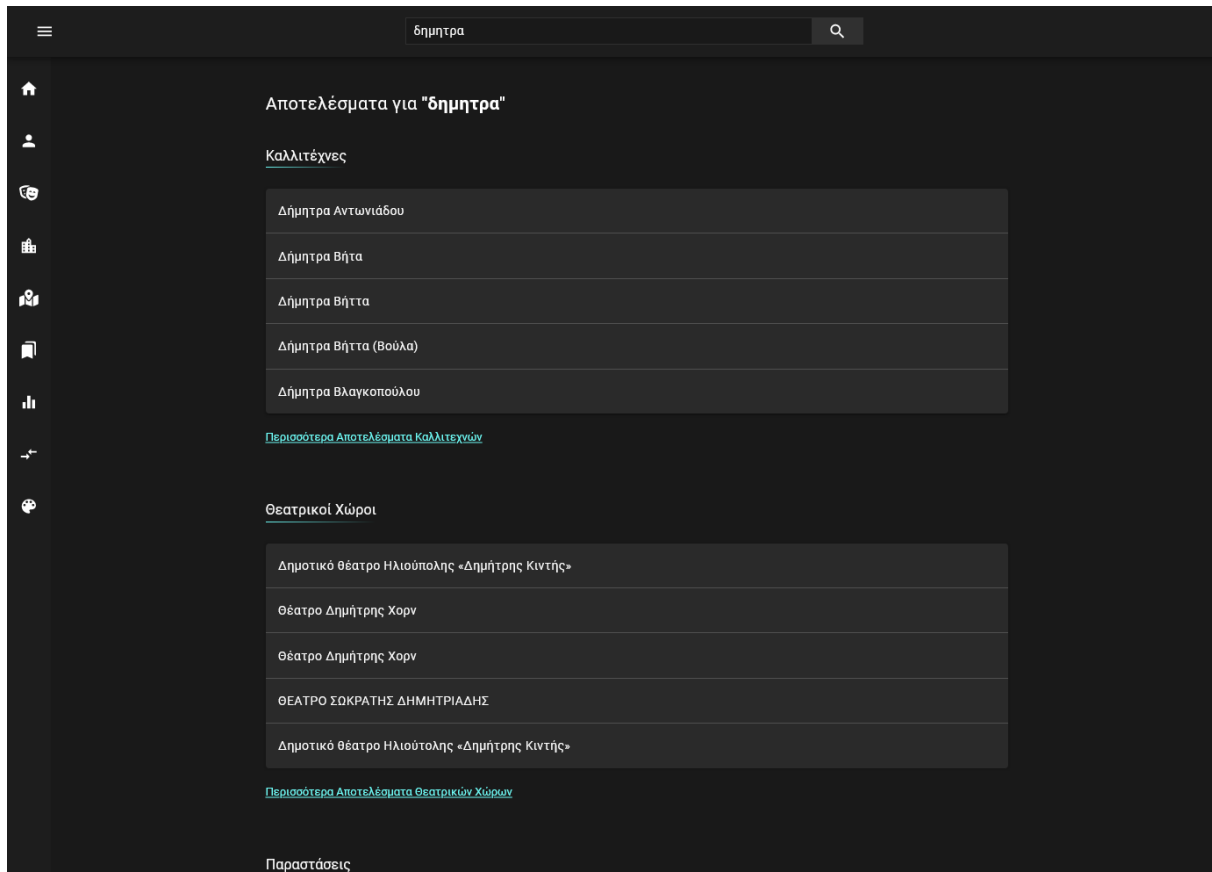 δημητρα
Αποτελέσματα για "δημητρα"
Καλλιτέχνες
Δήμητρα Αντωνιάδου
Δήμητρα Βήτα
Δήμητρα Βήττα
Δήμητρα Βήττα (Βούλα)
Δήμητρα Βλαγκοπούλου
Περισσότερα Αποτελέσματα Καλλιτεχνών
Θεατρικοί Χώροι
Δημοτικό θέατρο Ηλιούπολης «Δημήτρης Κιντής»
Θέατρο Δημήτρης Χορν
Θέατρο Δημήτρης Χορν
ΘΕΑΤΡΟ ΣΩΚΡΑΤΗΣ ΔΗΜΗΤΡΙΑΔΗΣ
Δημοτικό θέατρο Ηλιούτολης «Δημήτρης Κιντής»
Περισσότερα Αποτελέσματα Θεατρικών Χώρων
Παραστάσεις